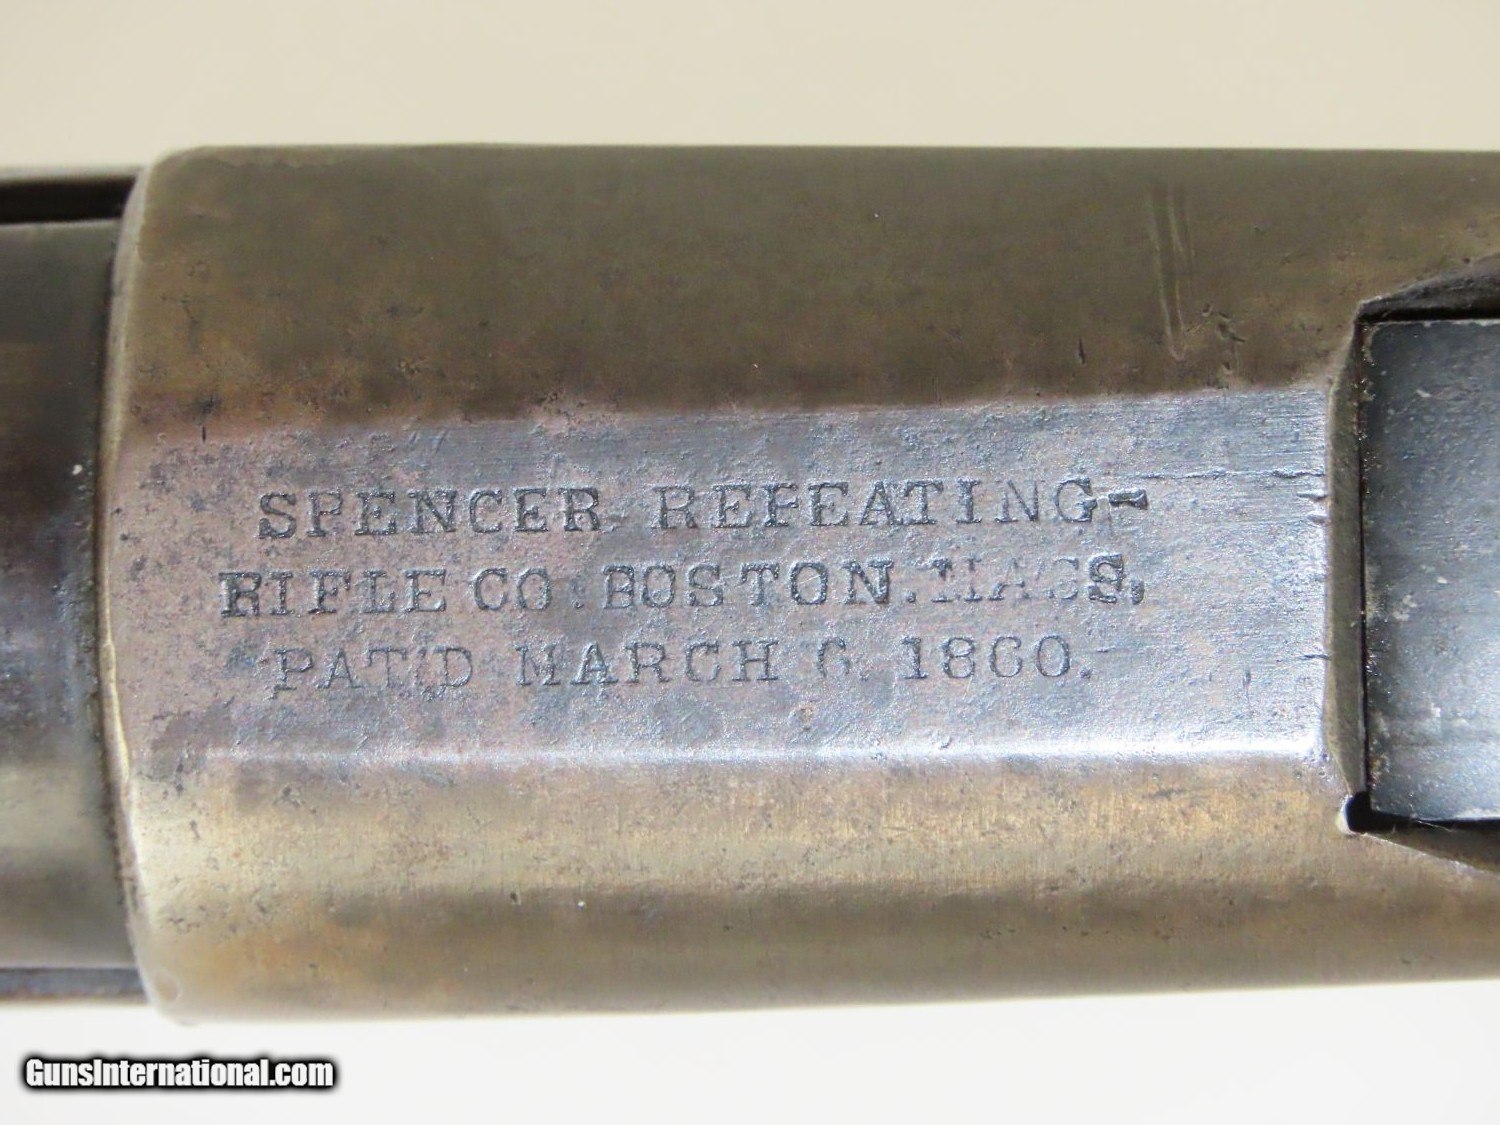 SPENCER REPEATING-
RIFLE CO. BOSTON. MASS,
PAT'D MARCH 6. 1860.
GunsInternational.com